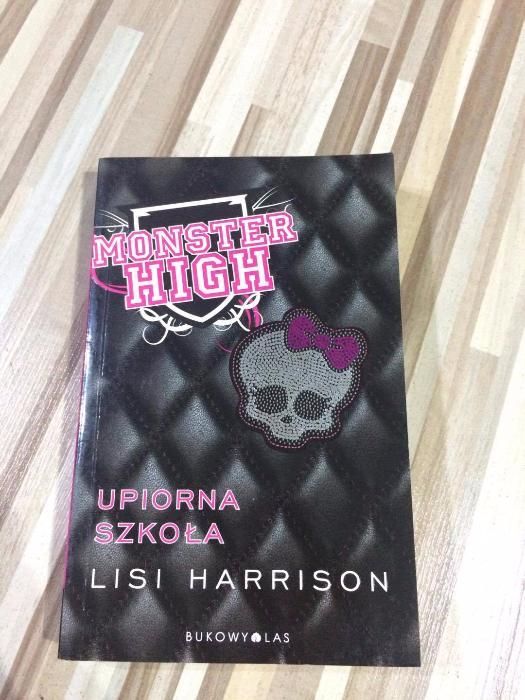 MONSTER
HIGH
UPIORNA
SZKOŁA
LISI HARRISON
BUKOWY LAS